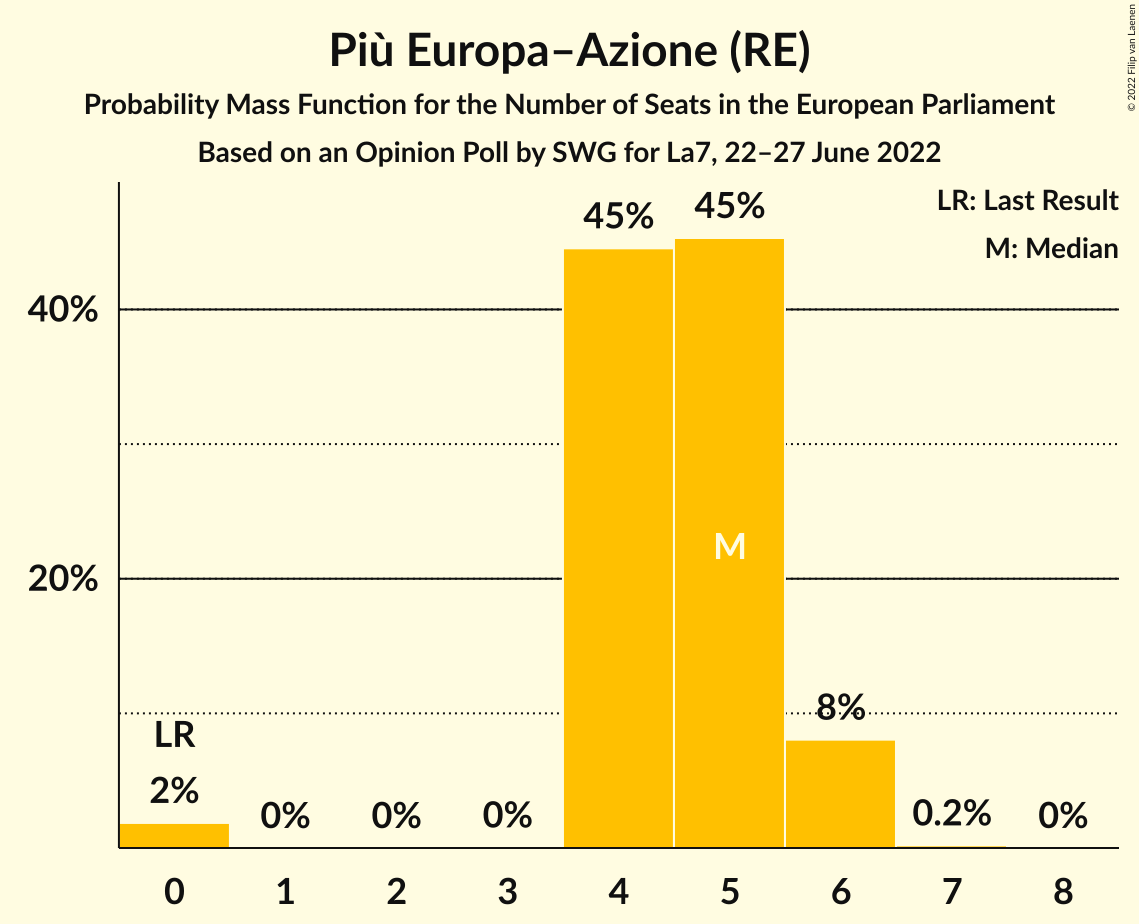 Più Europa–Azione (RE)
Probability Mass Function for the Number of Seats in the European Parliament
Based on an Opinion Poll by SWG for La7, 22–27 June 2022
© 2022 Filip van Laenen
LR: Last Result
M: Median
45%
45%
40%
M
20%
8%
LR
2%
0%
0%
0%
0.2%
0%
0 1 2 3 4 5 6 7 8